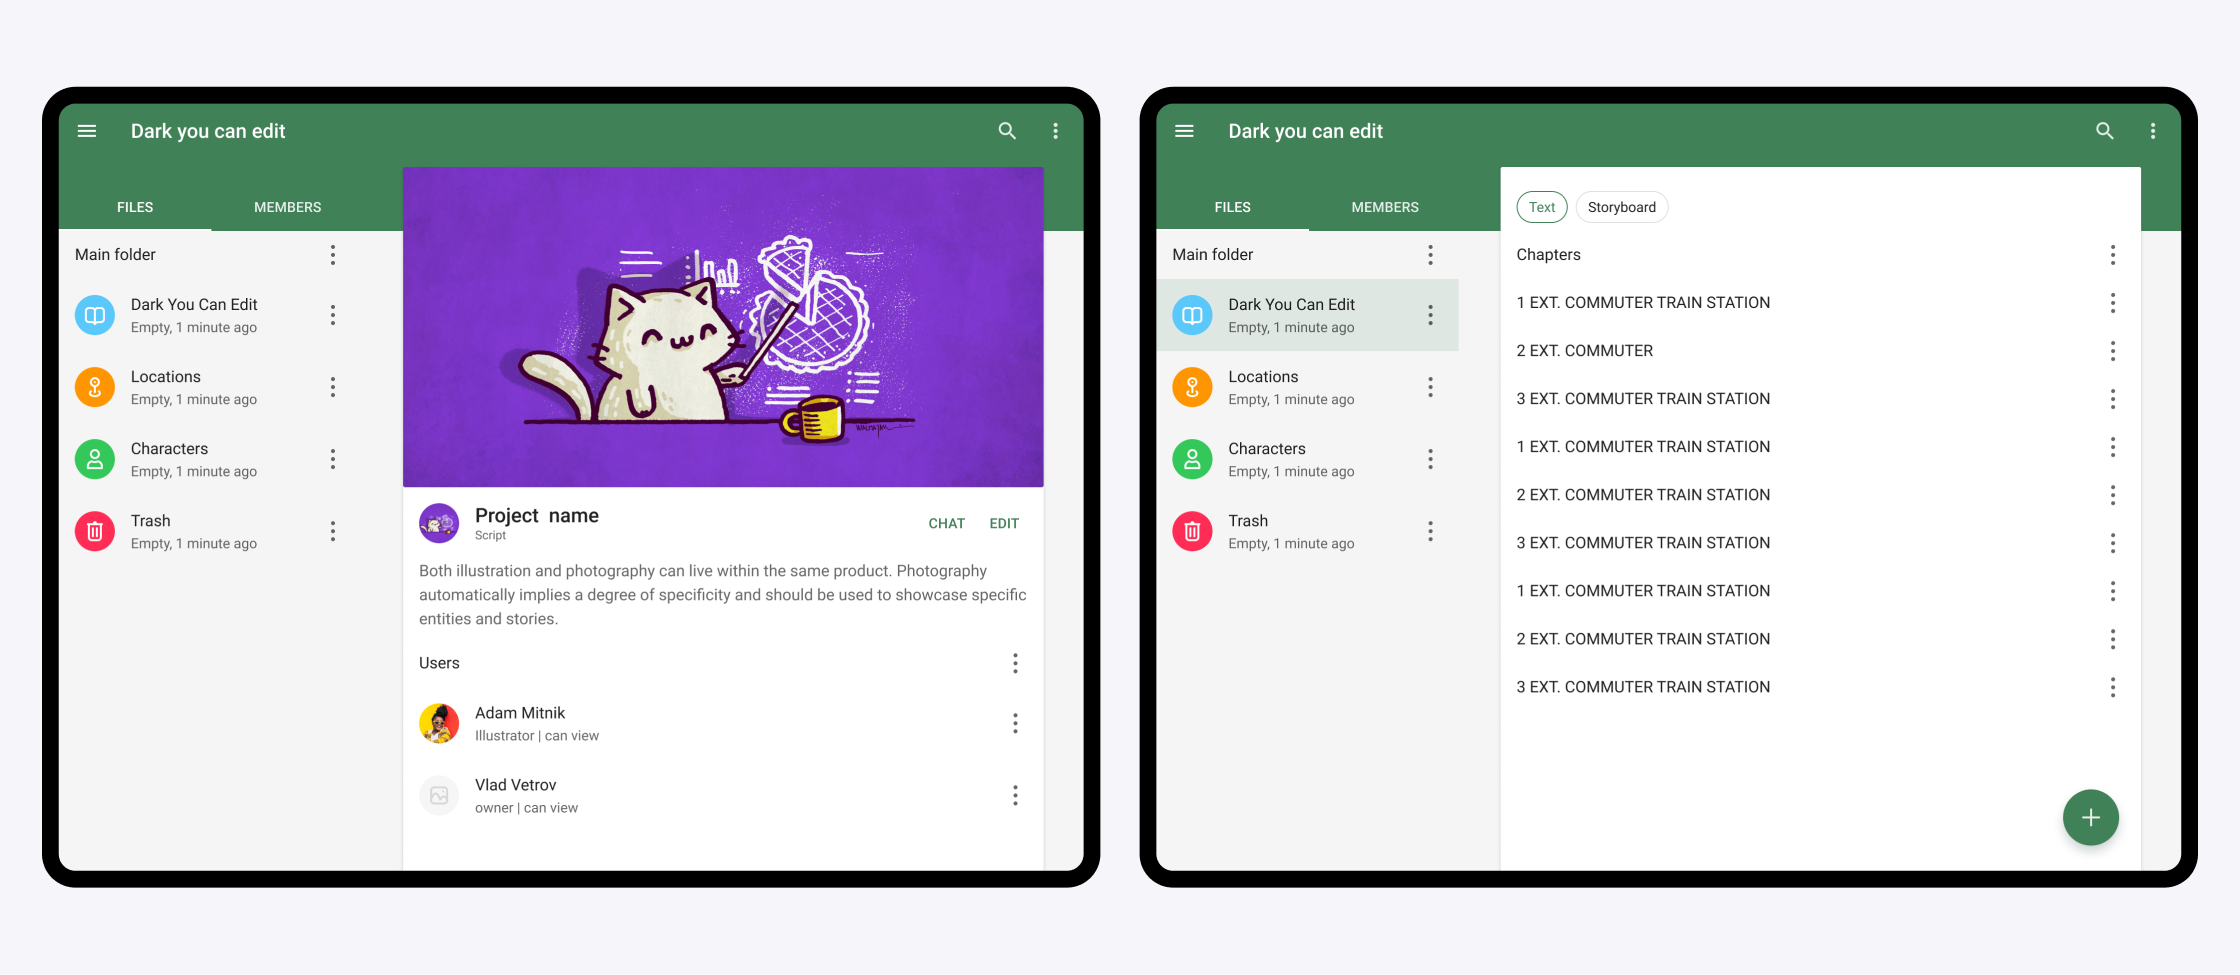 Dark you can edit
FILES
MEMBERS
Main folder
Dark You Can Edit
Empty, 1 minute ago
Locations
Empty, 1 minute ago
Characters
Empty, 1 minute ago
Trash
Empty, 1 minute ago
Project name
Script
CHAT
EDIT
Both illustration and photography can live within the same product. Photography
automatically implies a degree of specificity and should be used to showcase specific
entities and stories.
Users
Adam Mitnik
Illustrator | can view
Vlad Vetrov
owner | can view
Dark you can edit
FILES
MEMBERS
Main folder
Dark You Can Edit
Empty, 1 minute ago
Locations
Empty, 1 minute ago
Characters
Empty, 1 minute ago
Trash
Empty, 1 minute ago
Text
Storyboard
Chapters
1 EXT. COMMUTER TRAIN STATION
2 EXT. COMMUTER
3 EXT. COMMUTER TRAIN STATION
1 EXT. COMMUTER TRAIN STATION
2 EXT. COMMUTER TRAIN STATION
3 EXT. COMMUTER TRAIN STATION
1 EXT. COMMUTER TRAIN STATION
2 EXT. COMMUTER TRAIN STATION
3 EXT. COMMUTER TRAIN STATION